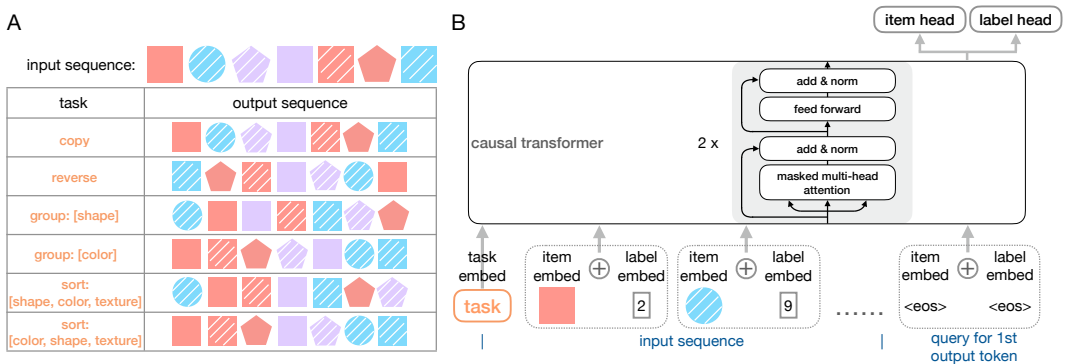 A
input sequence:
task
output sequence
copy
reverse
group: [shape]
group: [color]
sort:
[shape, color, texture]
sort:
[color, shape, texture]
B
item head
label head
add & norm
feed forward
causal transformer
2 x
add & norm
masked multi-head
attention
task
embed
item
embed
+
label
embed
item
embed
+
label
embed
item
embed
+
label
embed
task
2
9
......
<eos>
<eos>
|
input sequence
|
query for 1st
output token